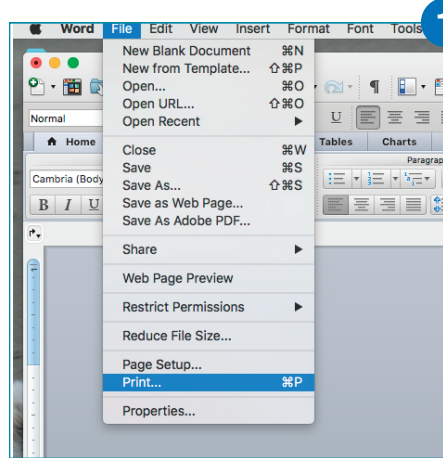 Word File Edit View Insert Format Font Tools
1
New Blank Document ⌘N
New from Template... ⇧⌘P
Open... ⌘O
Open URL... ⇧⌘O
Open Recent ▶
Close ⌘W
Save ⌘S
Save As... ⇧⌘S
Save as Web Page...
Save As Adobe PDF...
Share ▶
Web Page Preview
Restrict Permissions ▶
Reduce File Size...
Page Setup...
Print... ⌘P
Properties...
Normal
U
Home Tables Charts
Paragrap
Cambria (Body
B I U